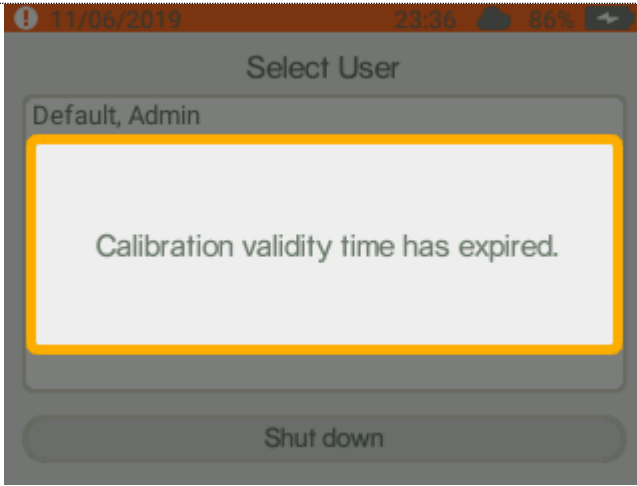 11/06/2019 23:36 86%
Select User
Default, Admin
Calibration validity time has expired.
Shut down